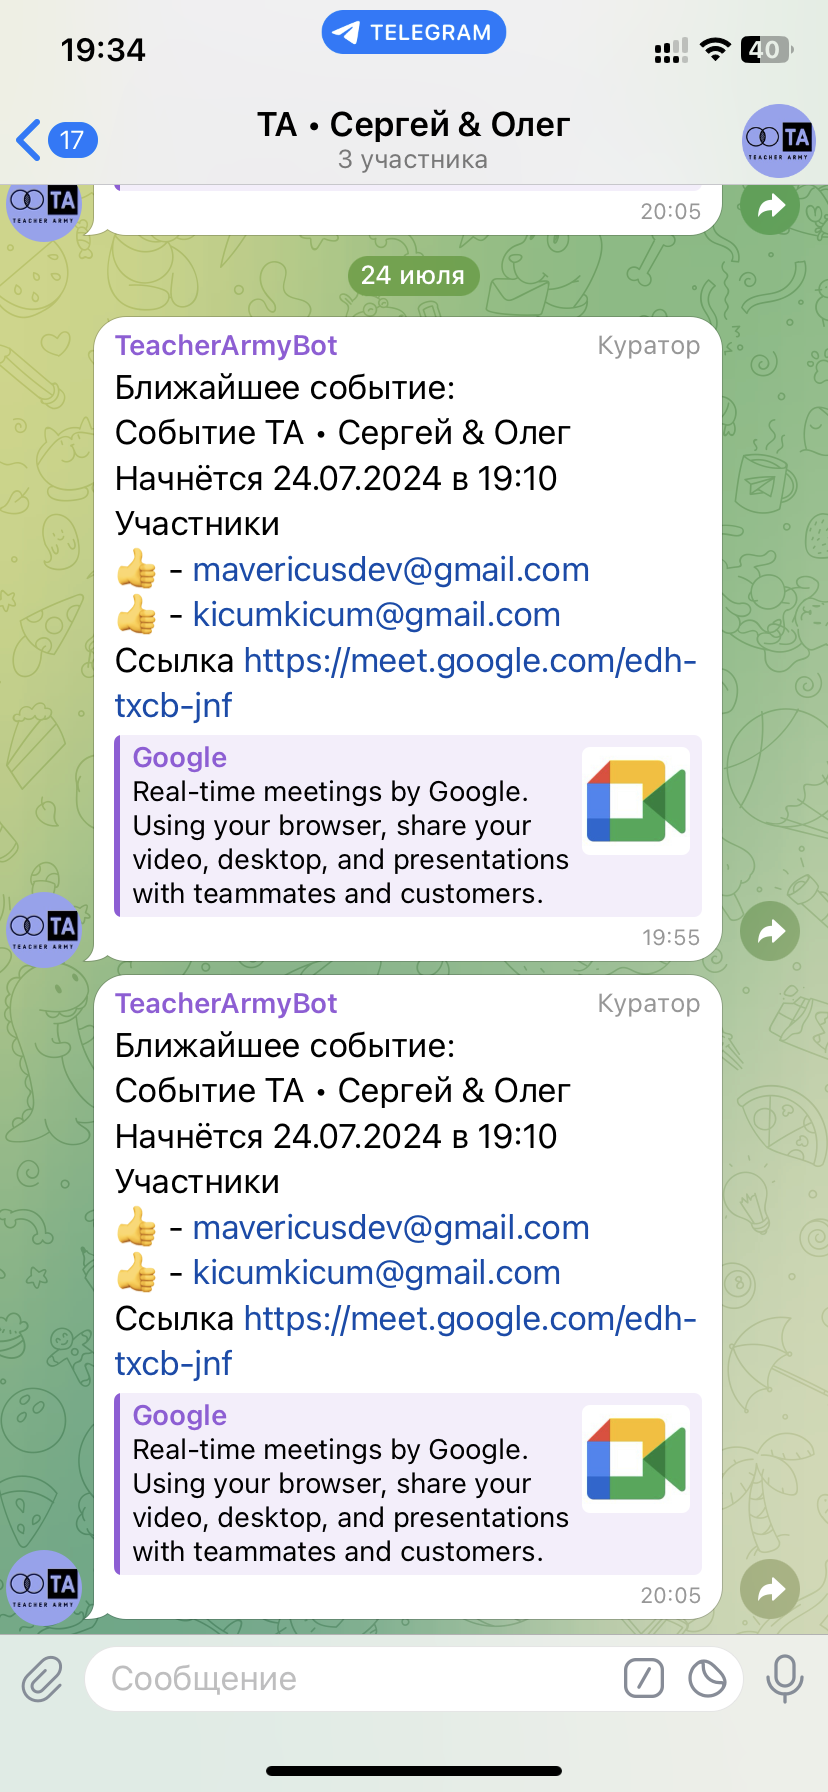 19:34
TELEGRAM
40
17
TA • Сергей & Олег
3 участника
TA
TEACHER ARMY
TA
TEACHER ARMY
20:05
24 июля
TeacherArmyBot Куратор
Ближайшее событие:
Событие TA • Сергей & Олег
Начнётся 24.07.2024 в 19:10
Участники
👍 - mavericusdev@gmail.com
👍 - kicumkicum@gmail.com
Ссылка https://meet.google.com/edh-
txcb-jnf
Google
Real-time meetings by Google.
Using your browser, share your
video, desktop, and presentations
with teammates and customers.
TA
TEACHER ARMY
19:55
TeacherArmyBot Куратор
Ближайшее событие:
Событие TA • Сергей & Олег
Начнётся 24.07.2024 в 19:10
Участники
👍 - mavericusdev@gmail.com
👍 - kicumkicum@gmail.com
Ссылка https://meet.google.com/edh-
txcb-jnf
Google
Real-time meetings by Google.
Using your browser, share your
video, desktop, and presentations
with teammates and customers.
TA
TEACHER ARMY
20:05
Сообщение